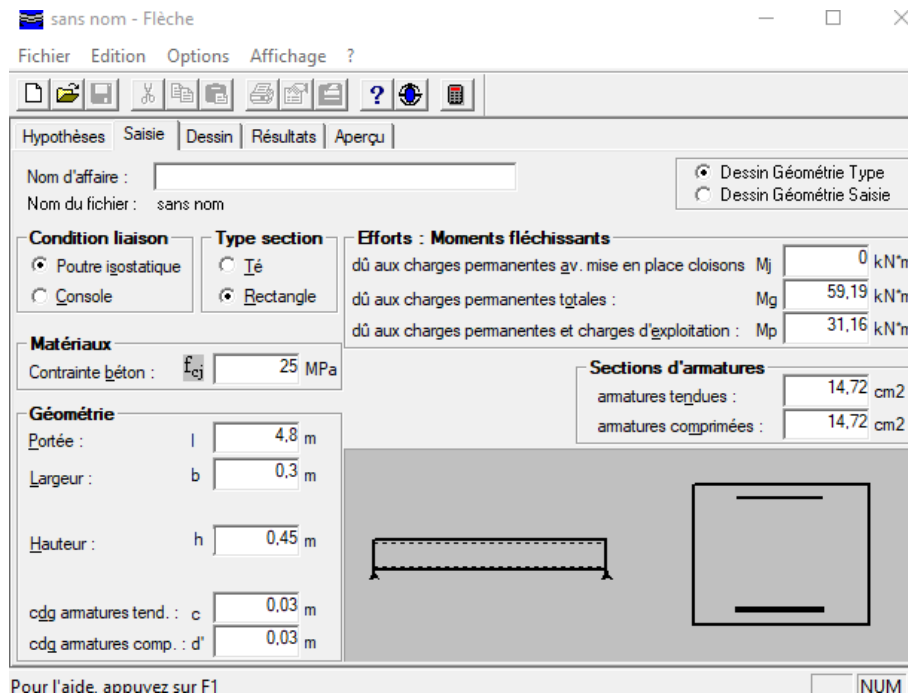 sans nom - Flèche
Fichier Edition Options Affichage ?
Hypothèses Saisie Dessin Résultats Aperçu
Nom d'affaire :
Nom du fichier : sans nom
Dessin Géométrie Type
Dessin Géométrie Saisie
Condition liaison
Poutre isostatique
Console
Type section
Té
Rectangle
Efforts : Moments fléchissants
dû aux charges permanentes av. mise en place cloisons Mj 0 kN*m
dû aux charges permanentes totales : Mg 59,19 kN*m
dû aux charges permanentes et charges d'exploitation : Mp 31,16 kN*m
Matériaux
Contrainte béton : fcj 25 MPa
Sections d'armatures
armatures tendues : 14,72 cm2
armatures comprimées : 14,72 cm2
Géométrie
Portée : l 4,8 m
Largeur : b 0,3 m
Hauteur : h 0,45 m
cdg armatures tend. : c 0,03 m
cdg armatures comp. : d' 0,03 m
Pour l'aide, appuyez sur F1
NUM